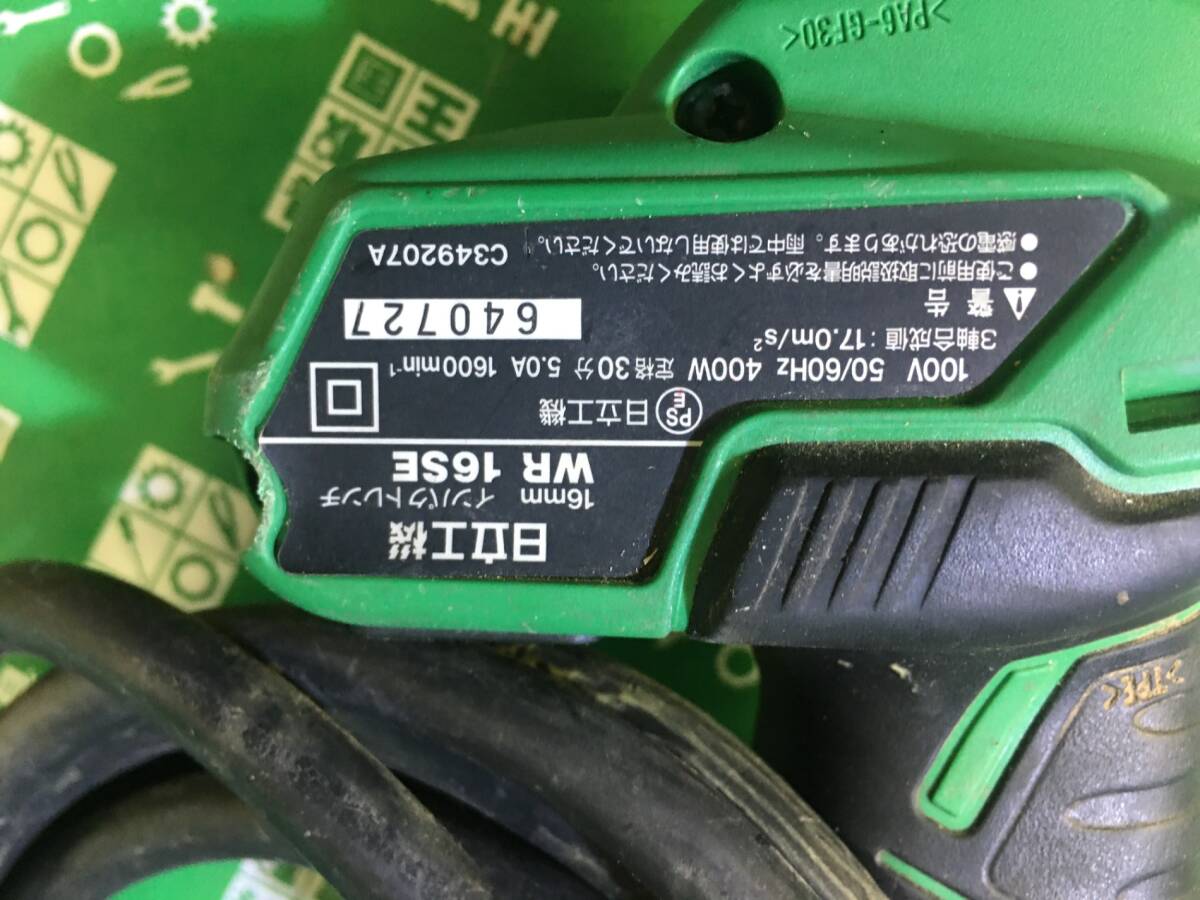 日立工機
16mm
インパクトレンチ
WR 16SE
PS
E
日立工機
100V 50/60Hz 400W 定格30分 5.0A 1600min⁻¹
3軸合成値：17.0m/s²
警告
640727
●ご使用前に取扱説明書を必ずよくお読みください。
●感電の恐れがあります。雨中では使用しないでください。
C349207A
>PA6-GF30<
>TPE<